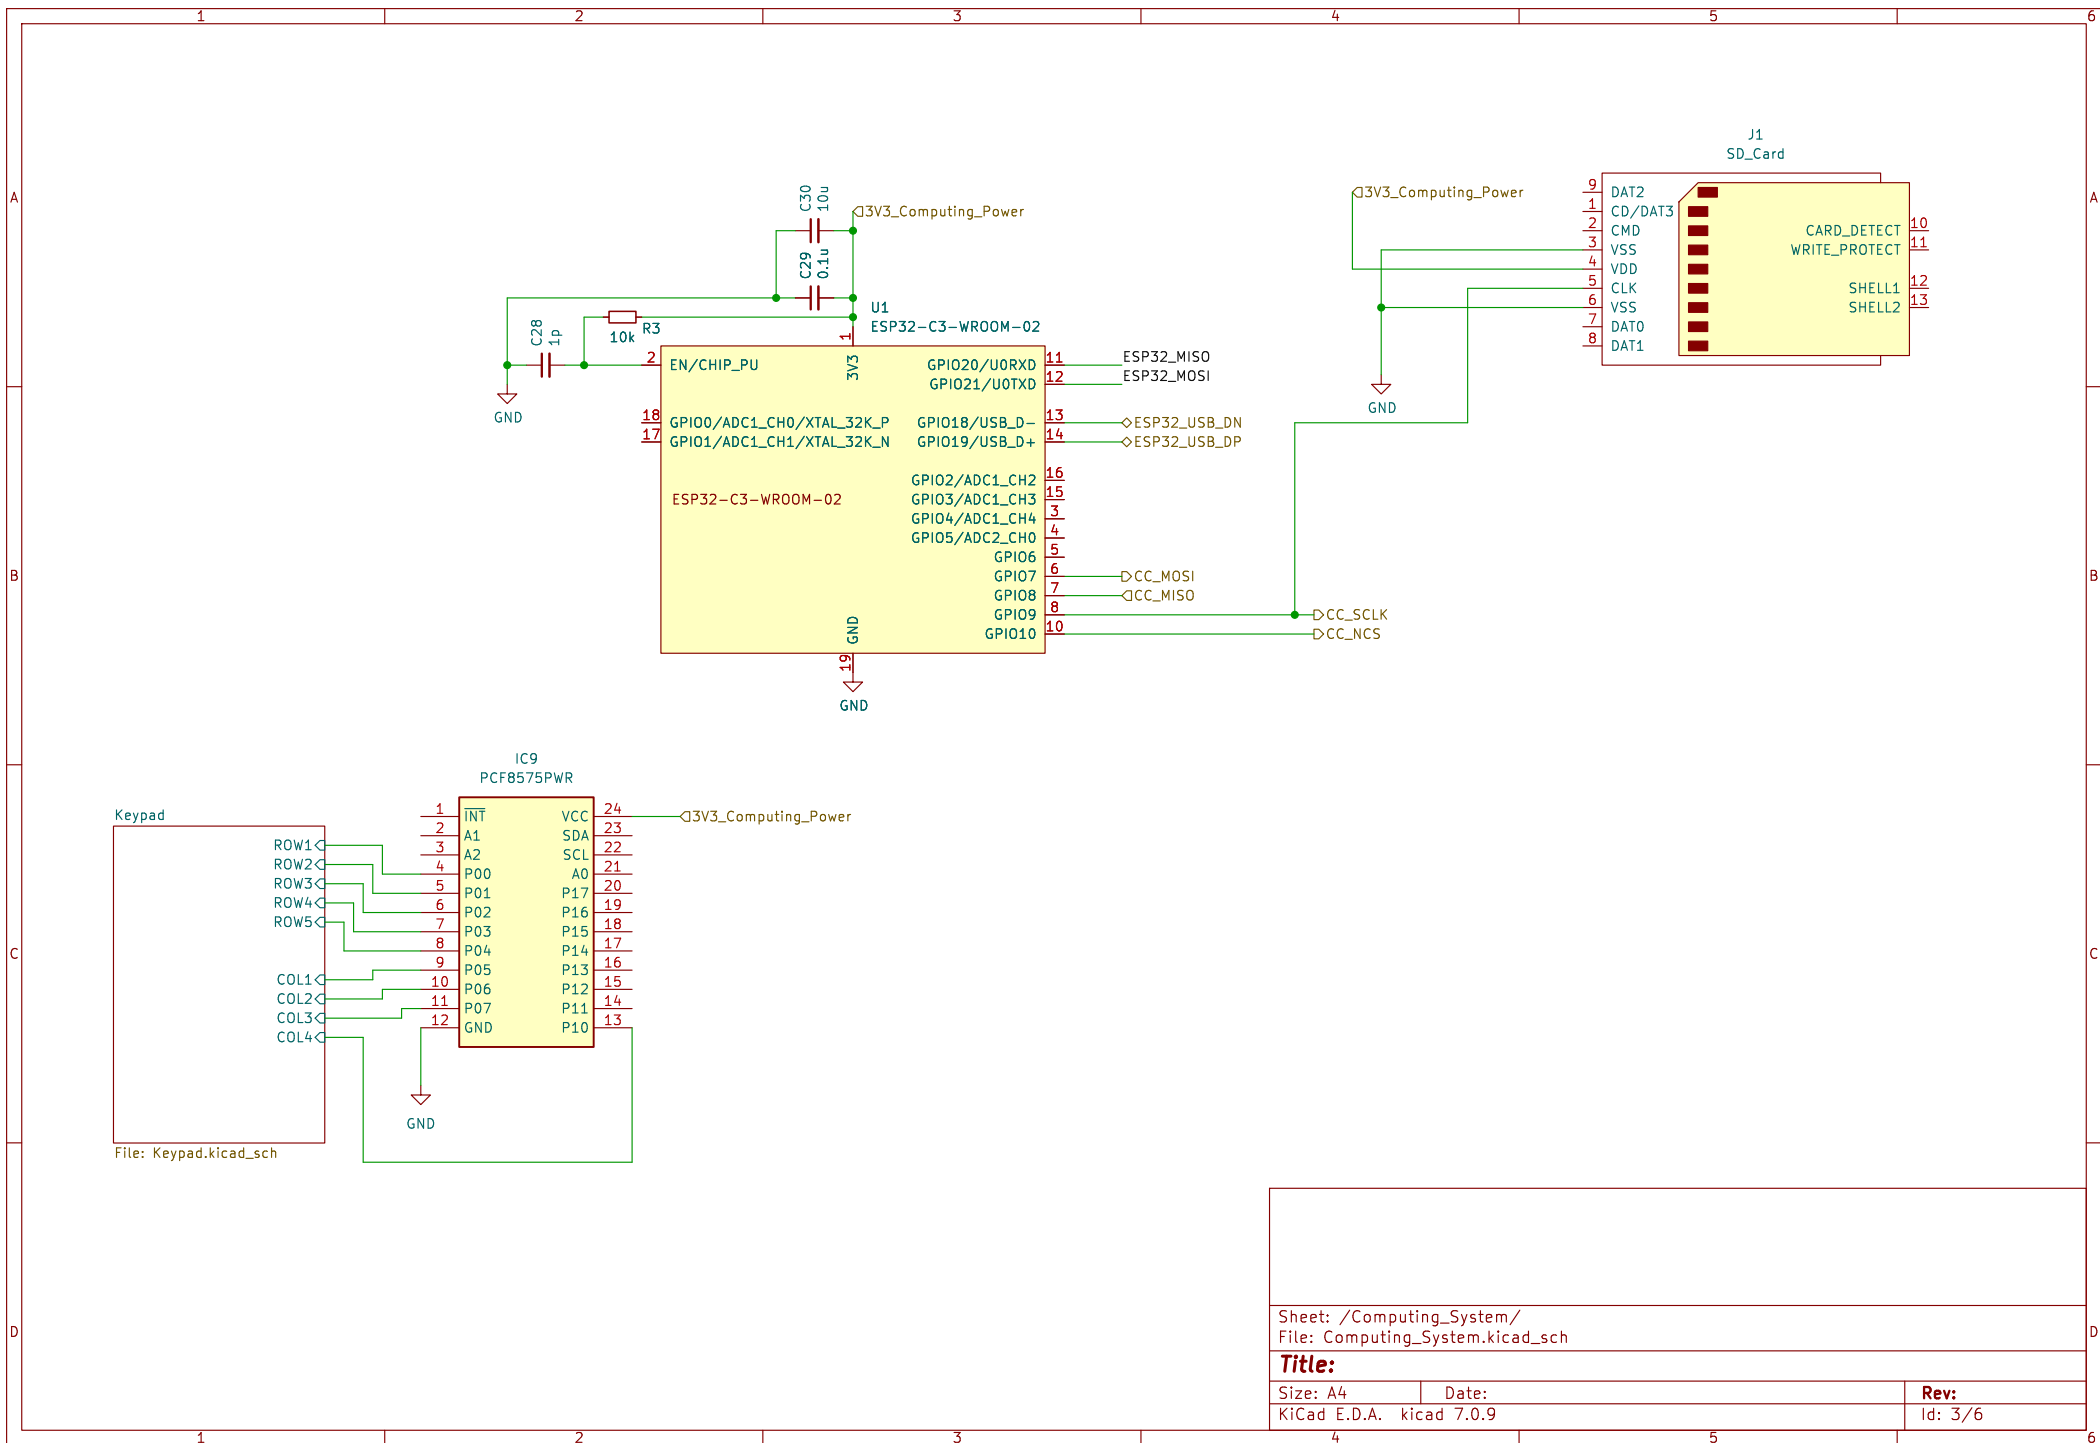 1 2 3 4 5 6
A A
B B
C C
D D
J1
SD_Card
3V3_Computing_Power
9 DAT2
1 CD/DAT3
2 CMD
3 VSS
4 VDD
5 CLK
6 VSS
7 DAT0
8 DAT1
CARD_DETECT 10
WRITE_PROTECT 11
SHELL1 12
SHELL2 13
GND
C30
10u
3V3_Computing_Power
C29
0.1u
C28
1p
R3
10k
GND
U1
ESP32-C3-WROOM-02
1 3V3
2 EN/CHIP_PU
18 GPIO0/ADC1_CH0/XTAL_32K_P
17 GPIO1/ADC1_CH1/XTAL_32K_N
ESP32-C3-WROOM-02
GPIO20/U0RXD 11 ESP32_MISO
GPIO21/U0TXD 12 ESP32_MOSI
GPIO18/USB_D- 13 ESP32_USB_DN
GPIO19/USB_D+ 14 ESP32_USB_DP
GPIO2/ADC1_CH2 16
GPIO3/ADC1_CH3 15
GPIO4/ADC1_CH4 3
GPIO5/ADC2_CH0 4
GPIO6 5
GPIO7 6 CC_MOSI
GPIO8 7 CC_MISO
GPIO9 8 CC_SCLK
GPIO10 10 CC_NCS
GND 19
GND
IC9
PCF8575PWR
1 INT
2 A1
3 A2
4 P00
5 P01
6 P02
7 P03
8 P04
9 P05
10 P06
11 P07
12 GND
VCC 24 3V3_Computing_Power
SDA 23
SCL 22
A0 21
P17 20
P16 19
P15 18
P14 17
P13 16
P12 15
P11 14
P10 13
GND
Keypad
ROW1
ROW2
ROW3
ROW4
ROW5
COL1
COL2
COL3
COL4
File: Keypad.kicad_sch
Sheet: /Computing_System/
File: Computing_System.kicad_sch
Title:
Size: A4 Date: Rev:
KiCad E.D.A. kicad 7.0.9 Id: 3/6
1 2 3 4 5 6